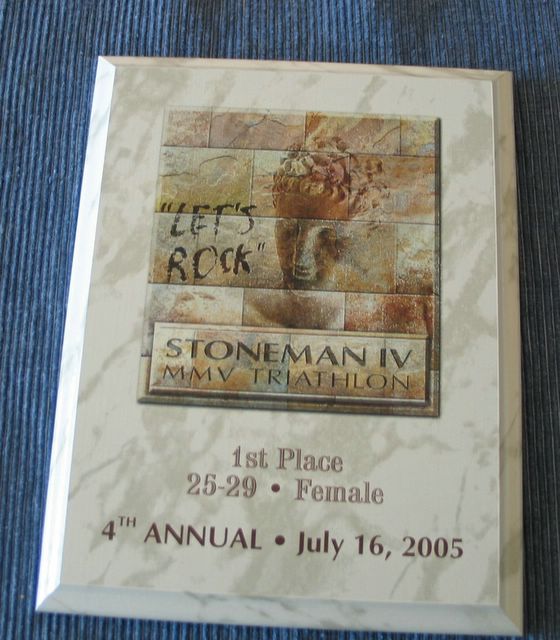 "LET'S
ROCK"
STONEMAN IV
MMV TRIATHLON
1st Place
25-29 • Female
4TH ANNUAL • July 16, 2005